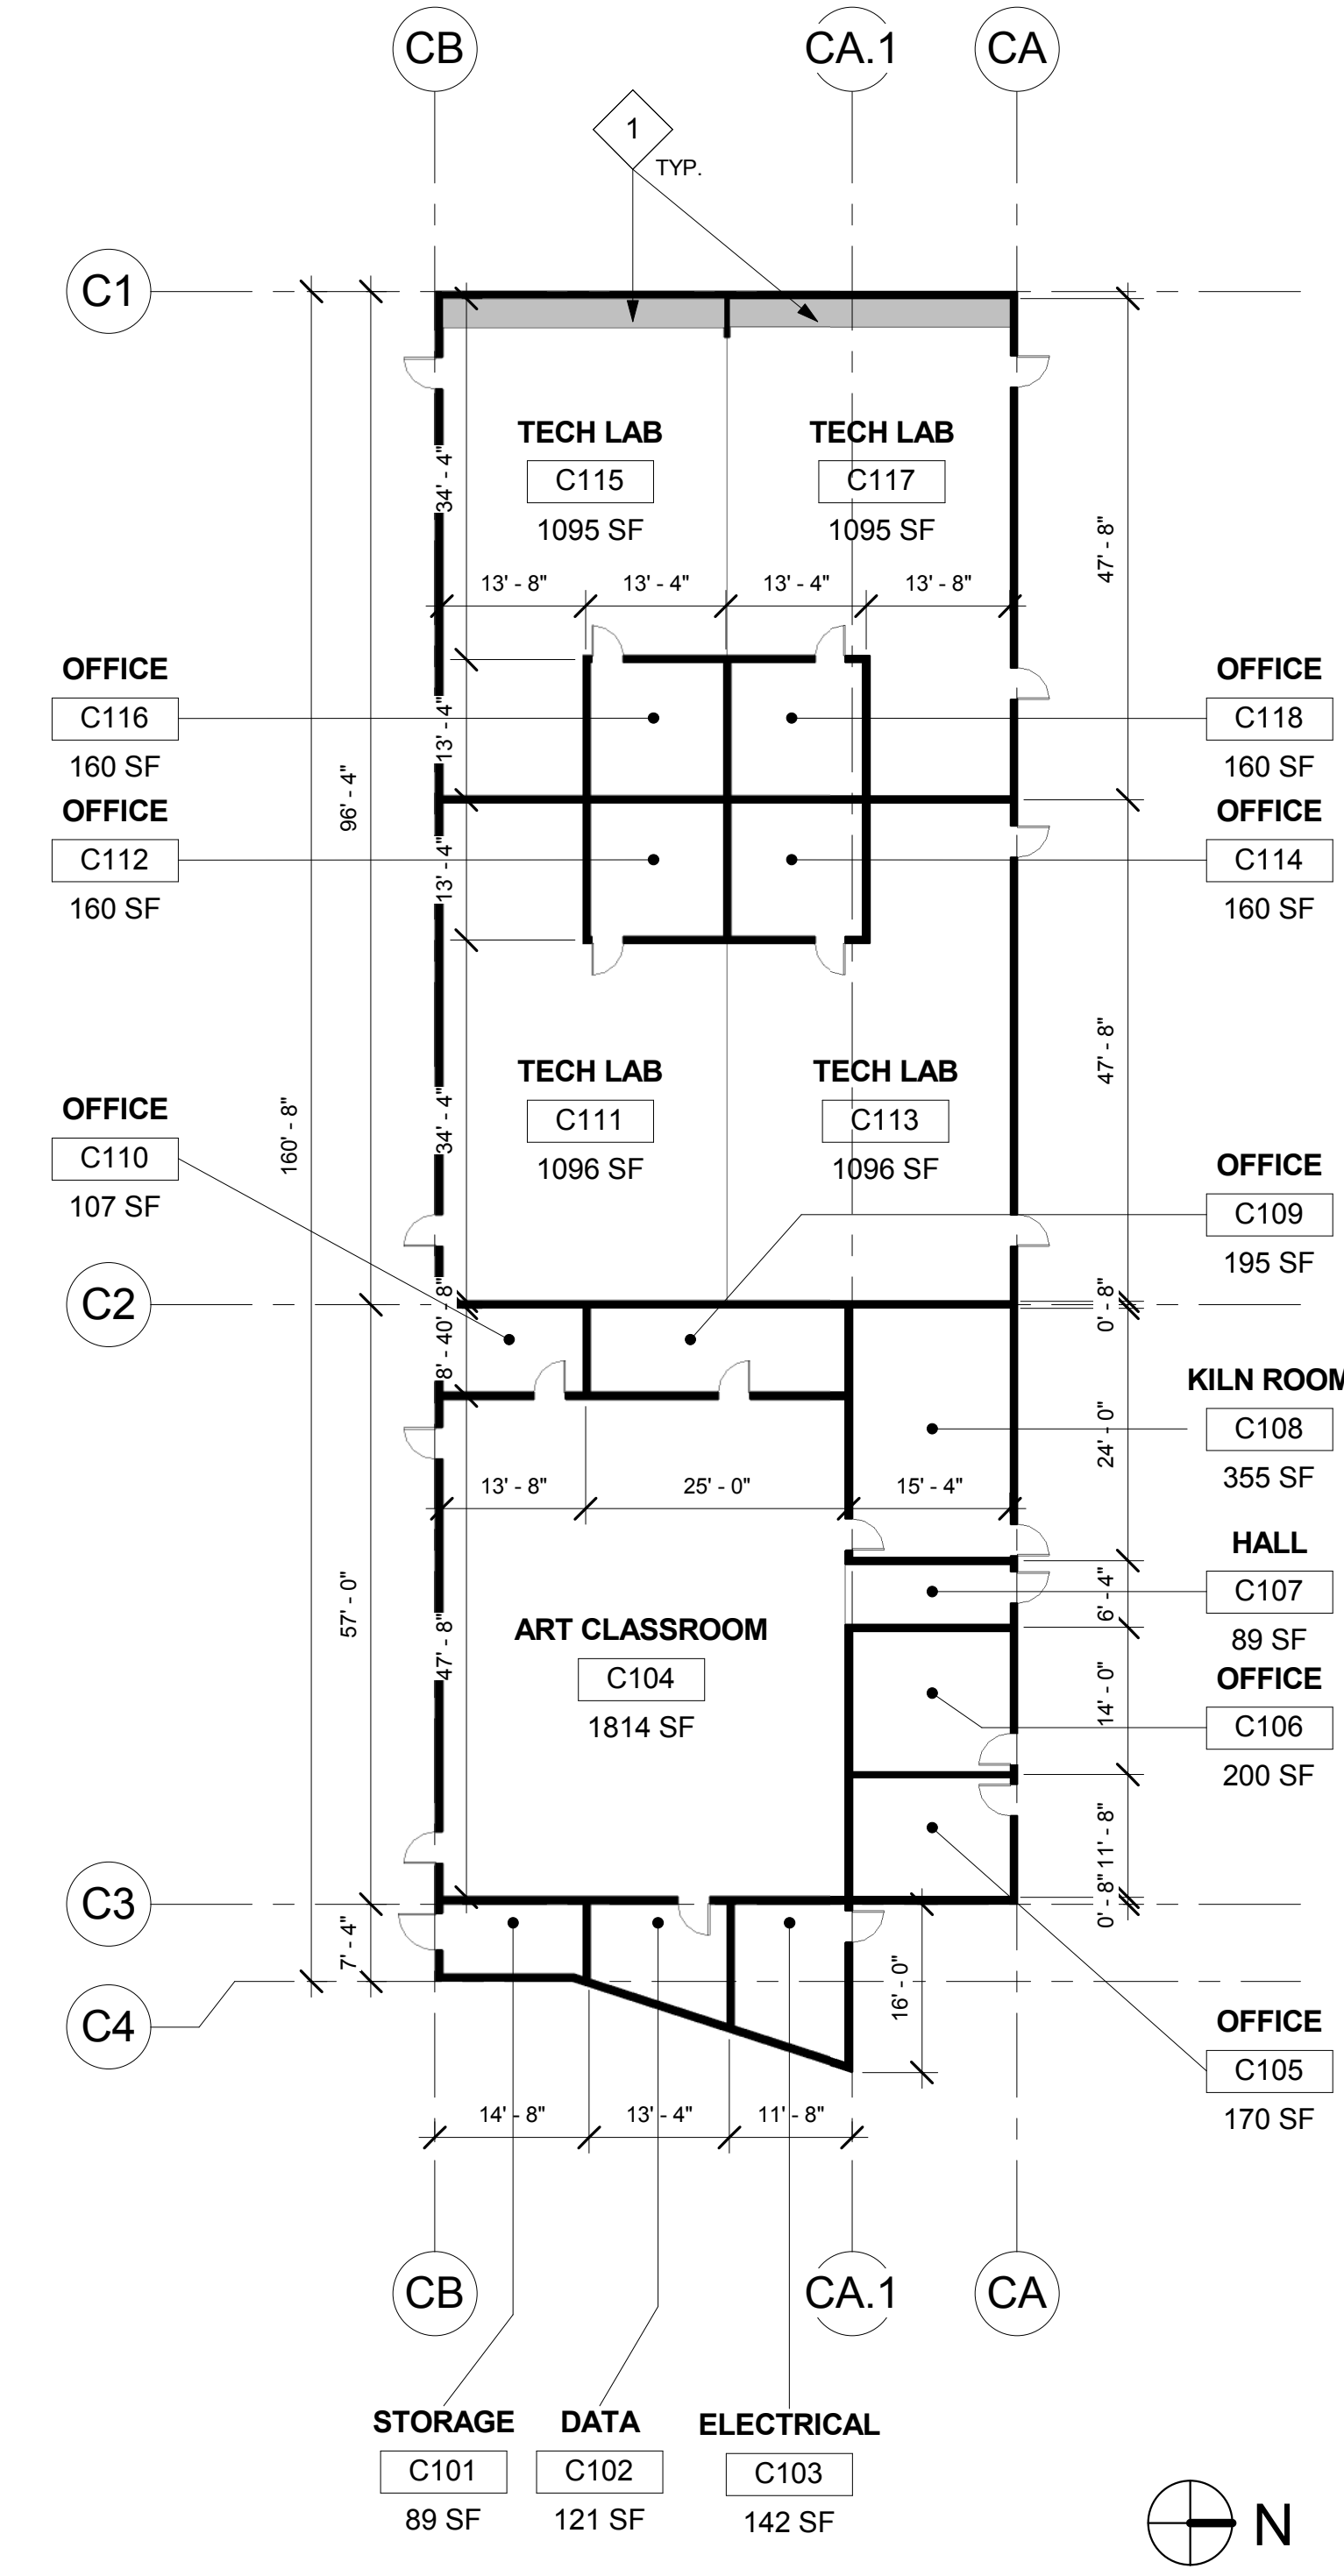 CB
CA.1
CA
1
TYP.
C1
TECH LAB
C115
1095 SF
TECH LAB
C117
1095 SF
34' - 4"
47' - 8"
13' - 8"
13' - 4"
13' - 4"
13' - 8"
OFFICE
C116
160 SF
OFFICE
C118
160 SF
13' - 4"
96' - 4"
OFFICE
C112
160 SF
OFFICE
C114
160 SF
13' - 4"
TECH LAB
C111
1096 SF
TECH LAB
C113
1096 SF
34' - 4"
47' - 8"
160' - 8"
OFFICE
C110
107 SF
OFFICE
C109
195 SF
C2
0' - 8"
8' - 4
0' - 8"
KILN ROOM
C108
355 SF
24' - 0"
13' - 8"
25' - 0"
15' - 4"
HALL
C107
89 SF
6' - 4"
57' - 0"
47' - 8"
ART CLASSROOM
C104
1814 SF
OFFICE
C106
200 SF
14' - 0"
11' - 8"
0' - 8"
C3
7' - 4"
16' - 0"
C4
OFFICE
C105
170 SF
14' - 8"
13' - 4"
11' - 8"
CB
CA.1
CA
STORAGE
C101
89 SF
DATA
C102
121 SF
ELECTRICAL
C103
142 SF
N